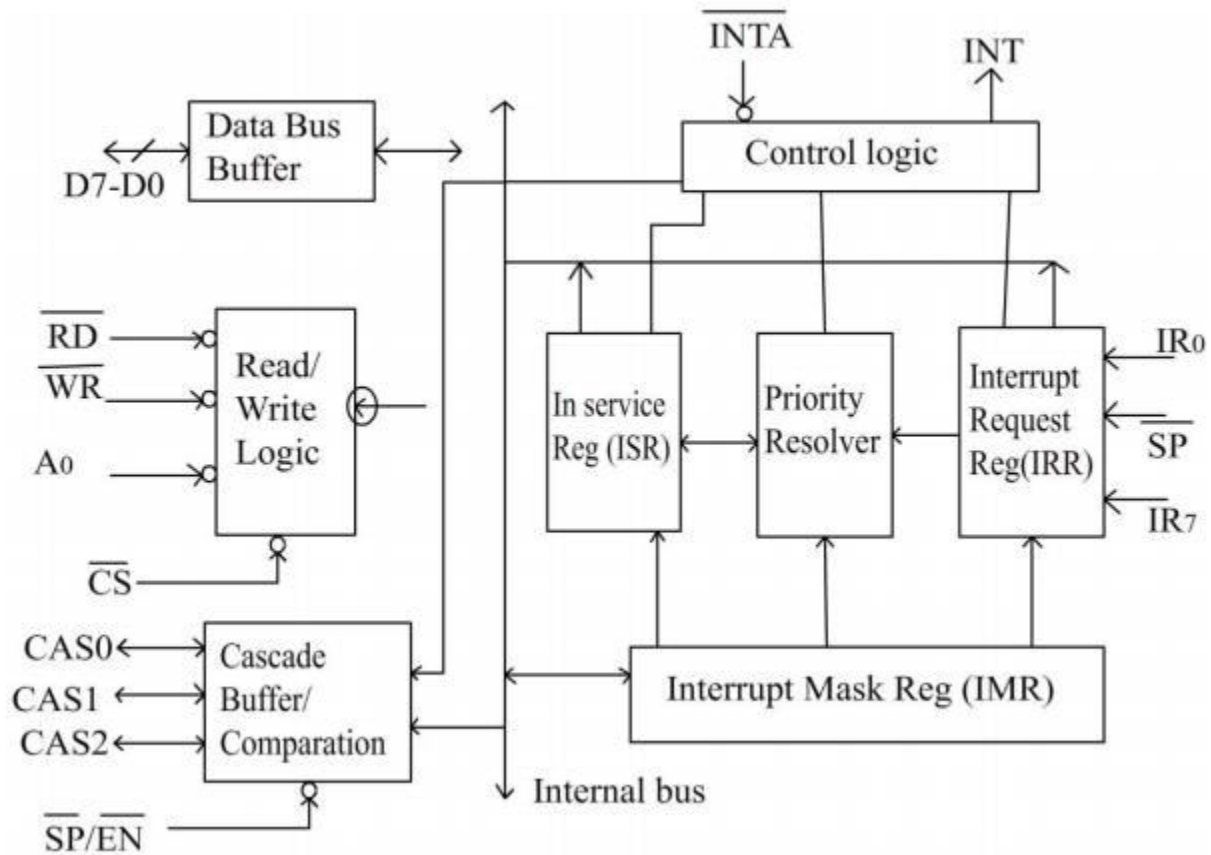 INTA
INT
Data Bus
Buffer
D7-D0
Control logic
RD
WR
A0
Read/
Write
Logic
CS
In service
Reg (ISR)
Priority
Resolver
Interrupt
Request
Reg(IRR)
IR0
SP
IR7
CAS0
CAS1
CAS2
Cascade
Buffer/
Comparation
SP/EN
Interrupt Mask Reg (IMR)
Internal bus